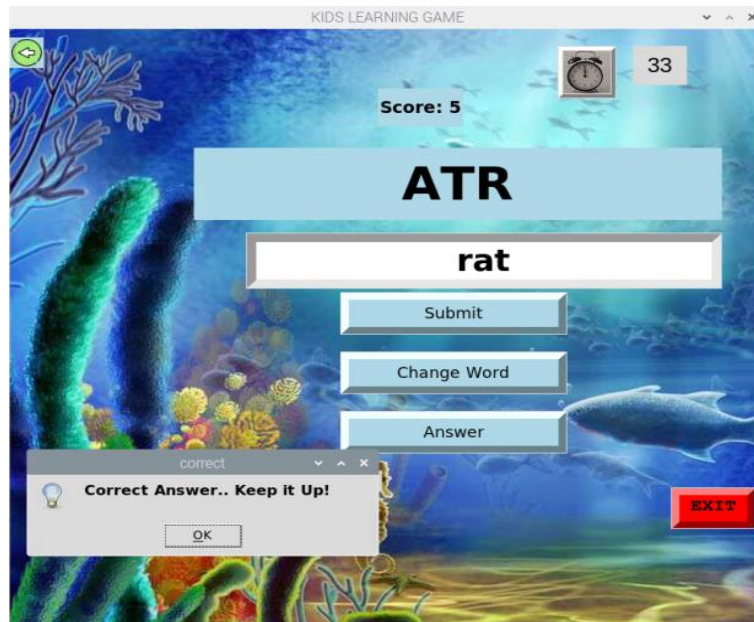 KIDS LEARNING GAME
33
Score: 5
ATR
rat
Submit
Change Word
Answer
correct
Correct Answer.. Keep it Up!
OK
EXIT